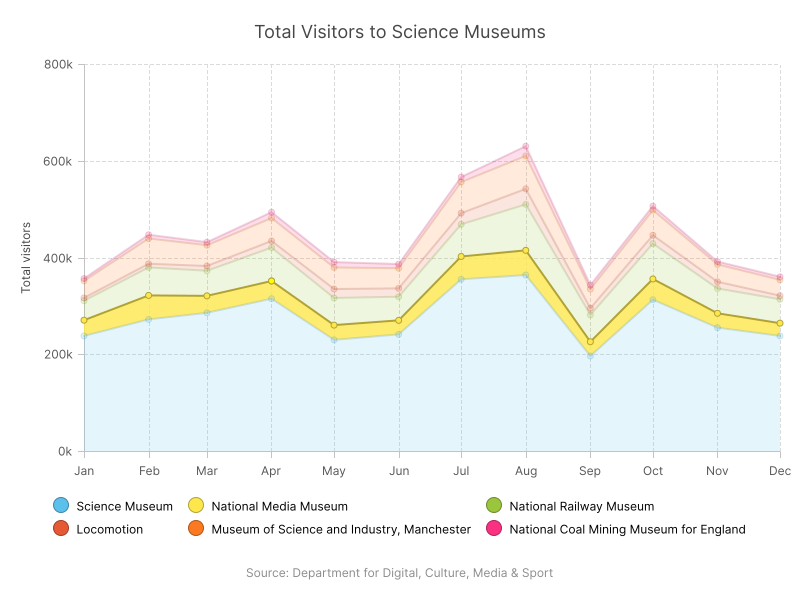 Total Visitors to Science Museums
Total visitors
800k
600k
400k
200k
0k
Jan Feb Mar Apr May Jun Jul Aug Sep Oct Nov Dec
Science Museum National Media Museum National Railway Museum
Locomotion Museum of Science and Industry, Manchester National Coal Mining Museum for England
Source: Department for Digital, Culture, Media & Sport